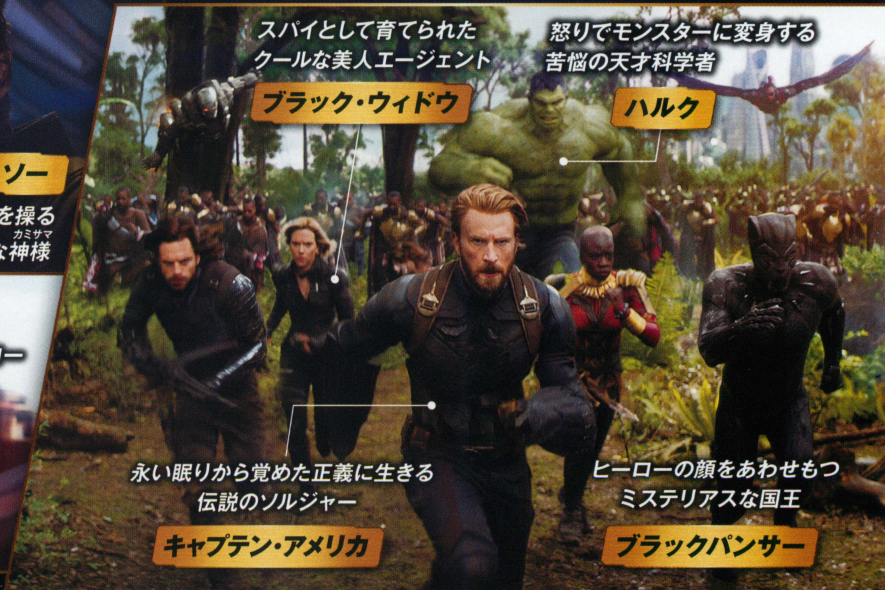 スパイとして育てられた
クールな美人エージェント
ブラック・ウィドウ
怒りでモンスターに変身する
苦悩の天才科学者
ハルク
ソー
を操る
カミサマ
な神様
ー
永い眠りから覚めた正義に生きる
伝説のソルジャー
キャプテン・アメリカ
ヒーローの顔をあわせもつ
ミステリアスな国王
ブラックパンサー